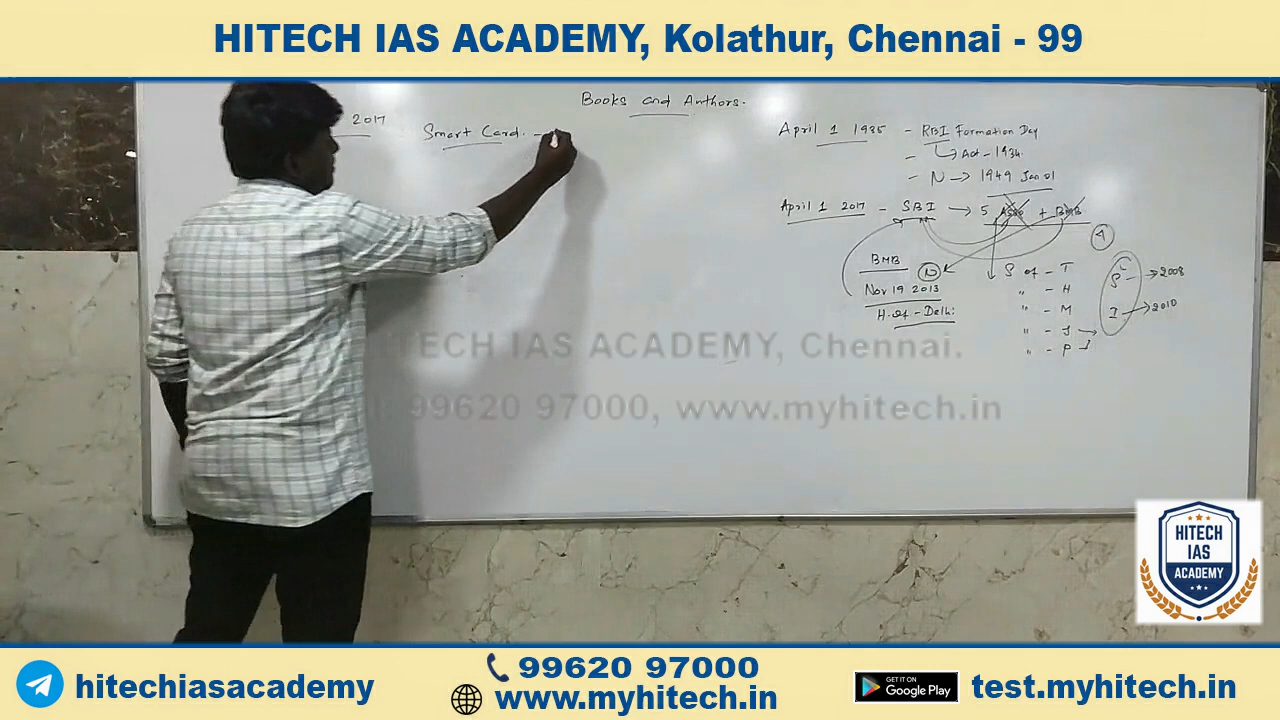 HITECH IAS ACADEMY, Kolathur, Chennai - 99
Books and Authors.
2017
Smart Card. -
April 1 1935 - RBI Formation Day
- Act - 1934.
- N → 1949 Jan 01
April 1 2017 - SBI → 5 + BMB
BMB
N
Nov 19 2013
H. Of - Delhi
S of - T
" - H
" - M
" - J
" - P
S - → 2008
I → 2010
HITECH IAS ACADEMY, Chennai.
99620 97000, www.myhitech.in
HITECH
IAS
ACADEMY
hitechiasacademy
99620 97000
www.myhitech.in
GET IT ON
Google Play
test.myhitech.in